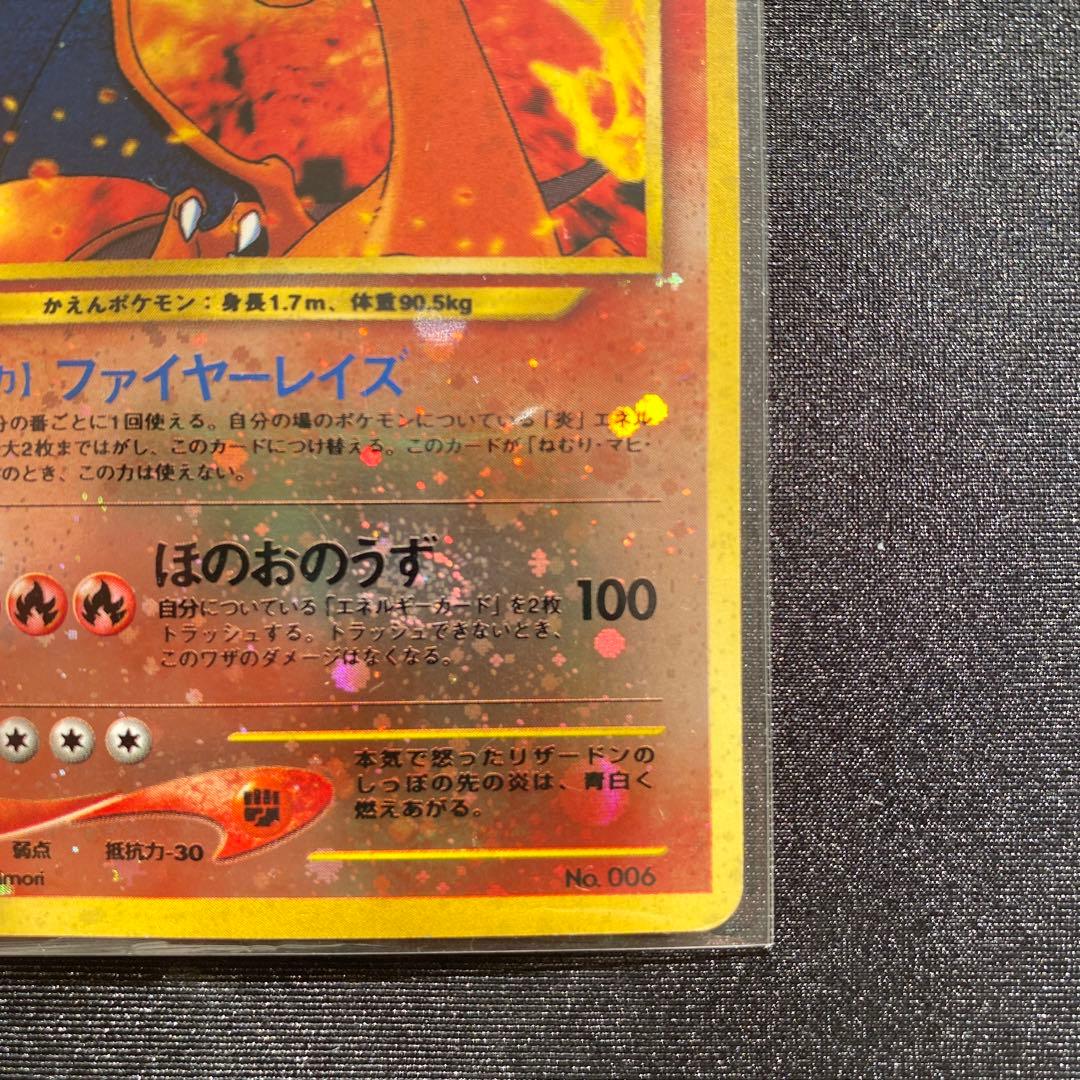 かえんポケモン：身長1.7m、体重90.5kg
力】ファイヤーレイズ
分の番ごとに1回使える。自分の場のポケモンについている「炎」エネル
大2枚まではがし、このカードにつけ替える。このカードが「ねむり・マヒ・
のとき、この力は使えない。
ほのおのうず
自分についている「エネルギーカード」を2枚
トラッシュする。トラッシュできないとき、
このワザのダメージはなくなる。
100
本気で怒ったリザードンの
しっぽの先の炎は、青白く
燃えあがる。
弱点 抵抗力-30
imori
No. 006